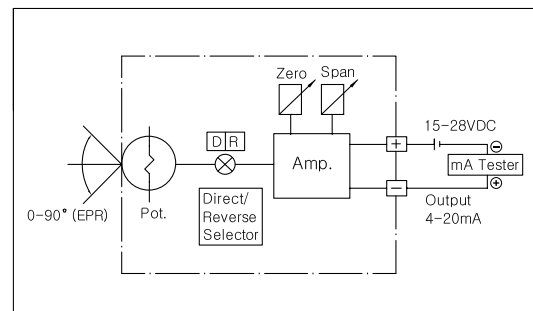 Zero Span
15-28VDC
D R
+
⊖
mA Tester
⊕
Amp.
−
Output
4-20mA
0-90° (EPR)
Pot.
Direct/
Reverse
Selector